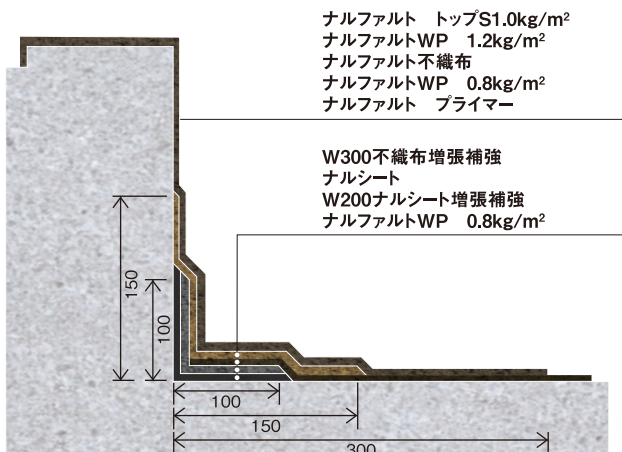 ナルファルト　トップS1.0kg/m²
ナルファルトWP　1.2kg/m²
ナルファルト不織布
ナルファルトWP　0.8kg/m²
ナルファルト　プライマー
W300不織布増張補強
ナルシート
W200ナルシート増張補強
ナルファルトWP　0.8kg/m²
150
100
100
150
300